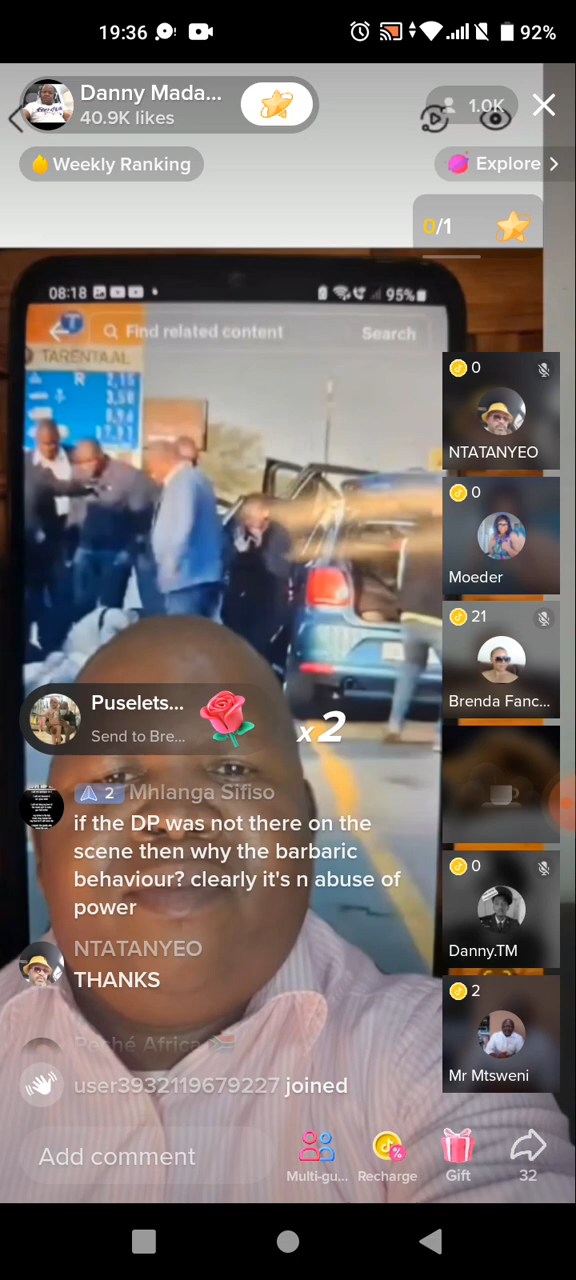 19:36
92%
Danny Mada...
40.9K likes
1.0K
Weekly Ranking
Explore
0/1
08:18
95%
Find related content
Search
TARENTAAL
0
NTATANYEO
0
Moeder
21
Brenda Fanc...
Puselets...
Send to Bre...
x2
2 Mhlanga Sifiso
if the DP was not there on the
scene then why the barbaric
behaviour? clearly it's n abuse of
power
0
Danny.TM
NTATANYEO
THANKS
2
Mr Mtsweni
Paché Africa
user3932119679227 joined
Add comment
Multi-gu...
Recharge
Gift
32